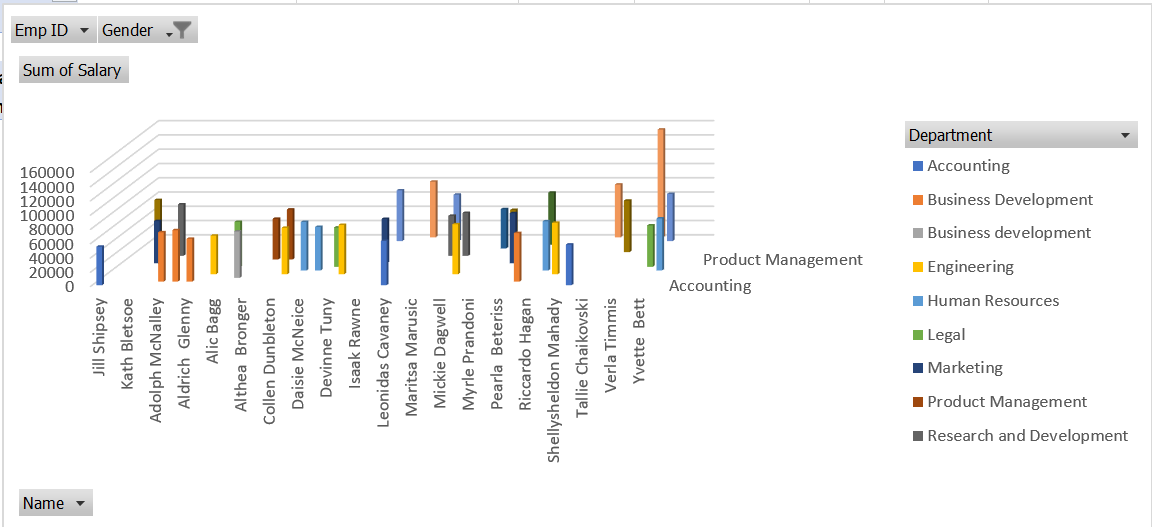 Emp ID Gender
Sum of Salary
160000
140000
120000
100000
80000
60000
40000
20000
0
Product Management
Accounting
Jill Shipsey
Kath Bletsoe
Adolph McNalley
Aldrich Glenny
Alic Bagg
Althea Bronger
Collen Dunbleton
Daisie McNeice
Devinne Tuny
Isaak Rawne
Leonidas Cavaney
Maritsa Marusic
Mickie Dagwell
Myrle Prandoni
Pearla Beteriss
Riccardo Hagan
Shellysheldon Mahady
Tallie Chaikovski
Verla Timmis
Yvette Bett
Department
Accounting
Business Development
Business development
Engineering
Human Resources
Legal
Marketing
Product Management
Research and Development
Name